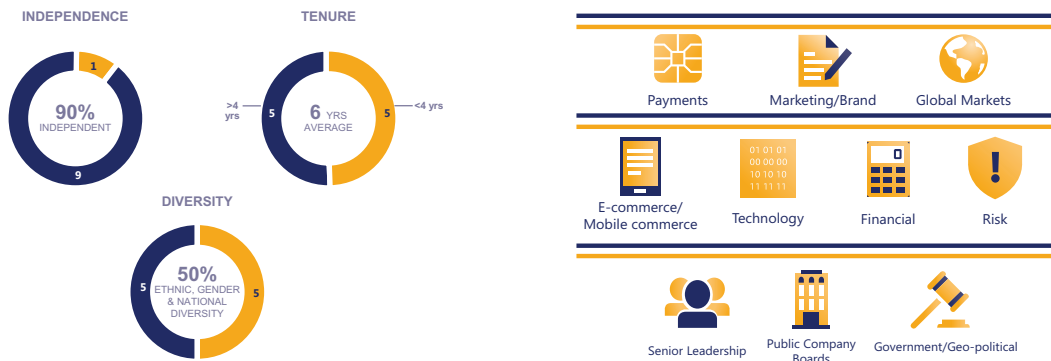 INDEPENDENCE
1
90%
INDEPENDENT
9
TENURE
>4
yrs
5
6 YRS
AVERAGE
5
<4 yrs
DIVERSITY
5
50%
ETHNIC, GENDER
& NATIONAL
DIVERSITY
5
Payments
Marketing/Brand
Global Markets
E-commerce/
Mobile commerce
01 01 01
00 00 00
10 10 10
11 11 11
Technology
0
Financial
!
Risk
Senior Leadership
Public Company
Boards
Government/Geo-political